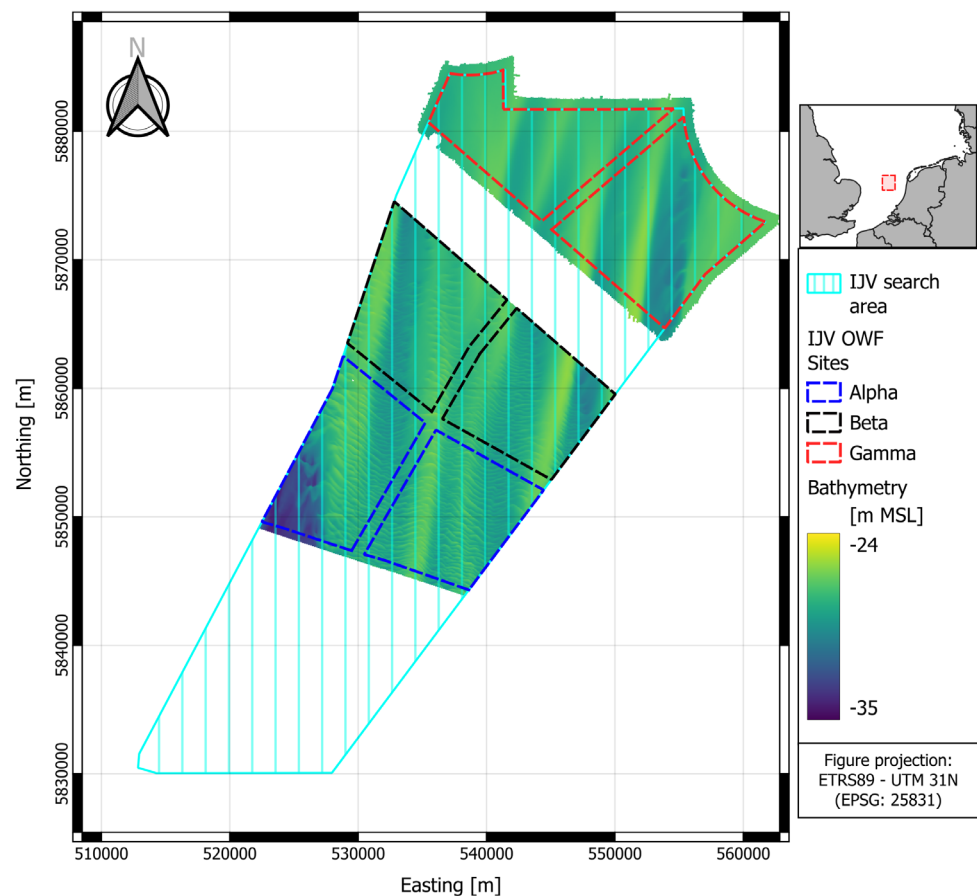 N
5880000
5870000
5860000
5850000
5840000
5830000
Northing [m]
510000
520000
530000
540000
550000
560000
Easting [m]
IJV search
area
IJV OWF
Sites
Alpha
Beta
Gamma
Bathymetry
[m MSL]
-24
-35
Figure projection:
ETRS89 - UTM 31N
(EPSG: 25831)